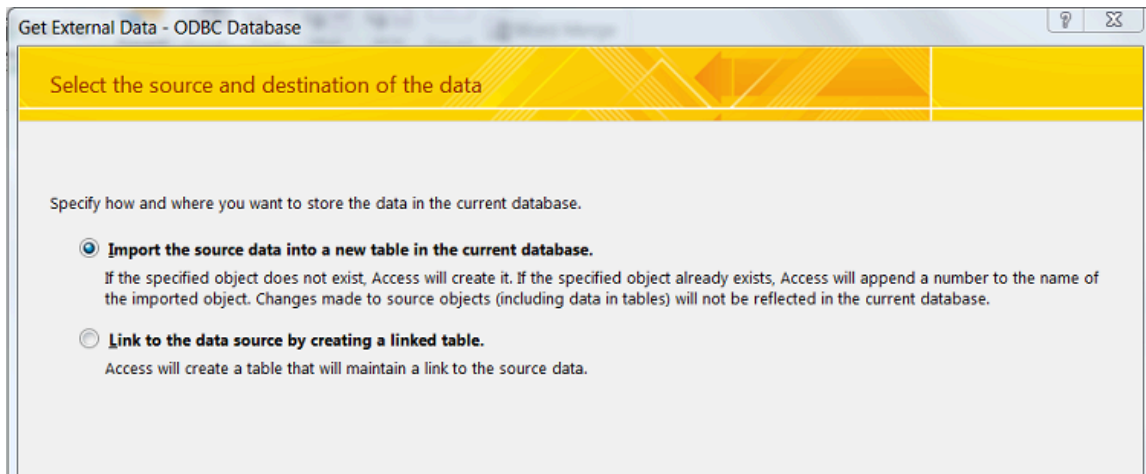 Get External Data - ODBC Database
Word Merge
Select the source and destination of the data
Specify how and where you want to store the data in the current database.
Import the source data into a new table in the current database.
If the specified object does not exist, Access will create it. If the specified object already exists, Access will append a number to the name of
the imported object. Changes made to source objects (including data in tables) will not be reflected in the current database.
Link to the data source by creating a linked table.
Access will create a table that will maintain a link to the source data.